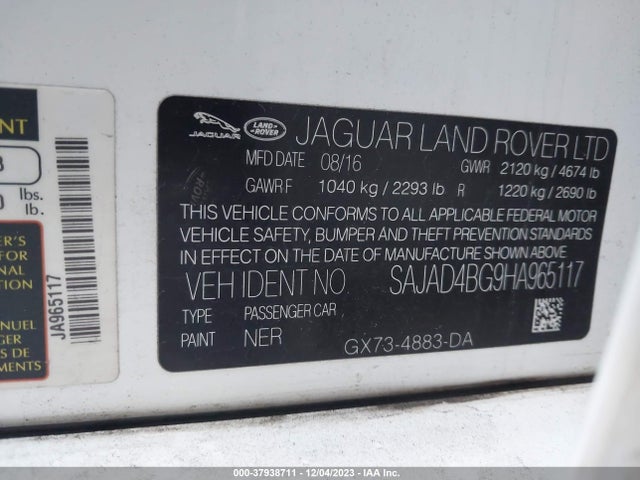 NT
lbs.
lb.
JA965117
JAGUAR
LAND ROVER
JAGUAR LAND ROVER LTD
MFD DATE 08/16 GWR 2120 kg / 4674 lb
GAWR F 1040 kg / 2293 lb R 1220 kg / 2690 lb
THIS VEHICLE CONFORMS TO ALL APPLICABLE FEDERAL MOTOR
VEHICLE SAFETY, BUMPER AND THEFT PREVENTION STANDARDS
IN EFFECT ON THE DATE OF MANUFACTURE SHOWN ABOVE.
VEH IDENT NO. SAJAD4BG9HA965117
TYPE PASSENGER CAR
PAINT NER
GX73-4883-DA
ER'S
FOR
ONAL
ON
NUEL
GER
E DE
MENTS
000-37938711 - 12/04/2023 - IAA Inc.